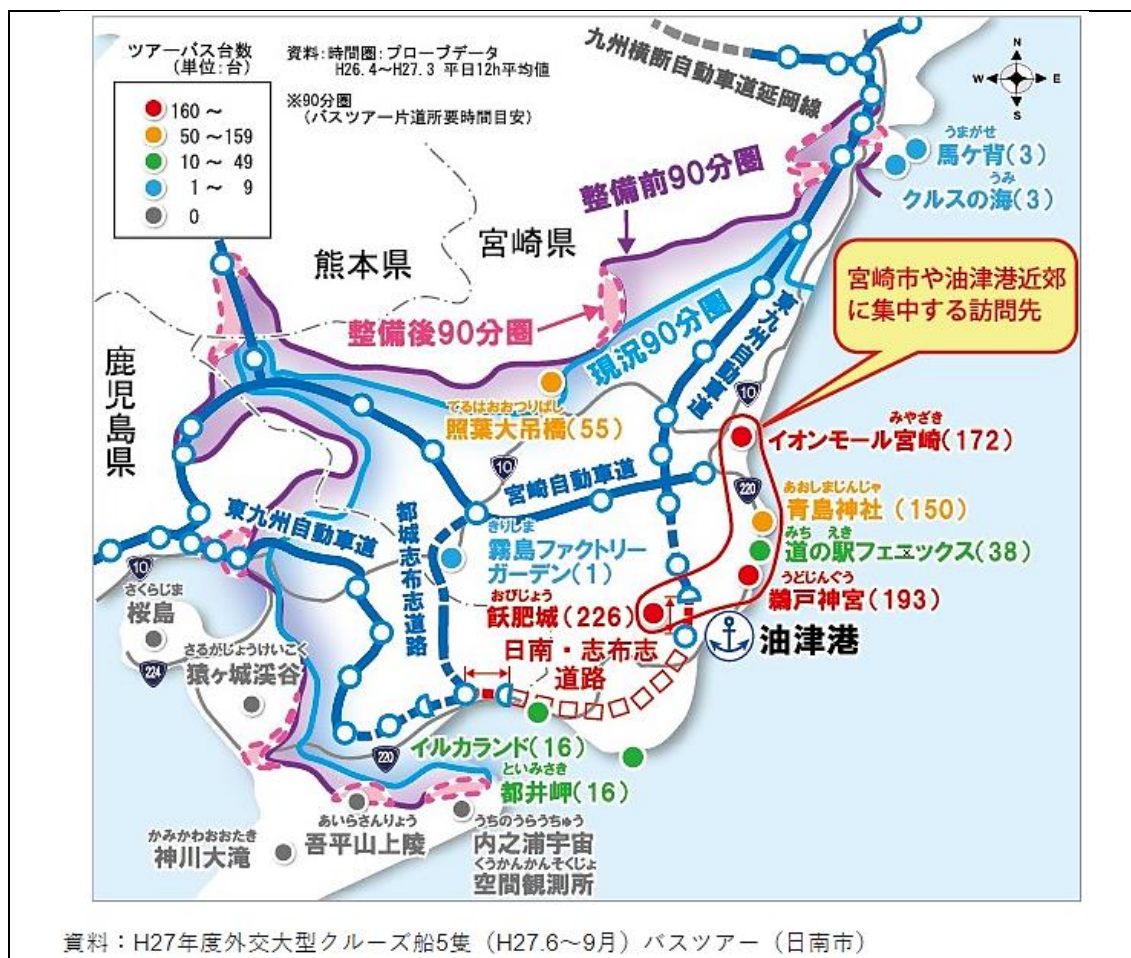 ツアーバス台数
(単位:台)
160~
50~159
10~49
1~9
0
資料:時間圏:プローブデータ
H26.4~H27.3 平日12h平均値
※90分圏
(バスツアー片道所要時間目安)
九州横断自動車道延岡線
N
W
E
S
うまがせ
馬ケ背(3)
うみ
クルスの海(3)
整備前90分圏
宮崎県
熊本県
整備後90分圏
現況90分圏
鹿児島県
宮崎市や油津港近郊
に集中する訪問先
東九州自動車道
10
てるはおおつりばし
照葉大吊橋(55)
みやざき
イオンモール宮崎(172)
10
宮崎自動車道
220
あおしまじんじゃ
青島神社(150)
みち えき
道の駅フェニックス(38)
うどじんぐう
鵜戸神宮(193)
東九州自動車道
都城志布志道路
きりしま
霧島ファクトリー
ガーデン(1)
おびじょう
飫肥城(226)
油津港
日南・志布志
道路
10
さくらじま
桜島
224
さるがじょうけいこく
猿ヶ城渓谷
220
イルカランド(16)
といみさき
都井岬(16)
あいらさんりょう
吾平山上陵
うちのうらうちゅう
内之浦宇宙
くうかんかんそくじょ
空間観測所
かみかわおおたき
神川大滝
資料:H27年度外交大型クルーズ船5隻(H27.6~9月)バスツアー(日南市)